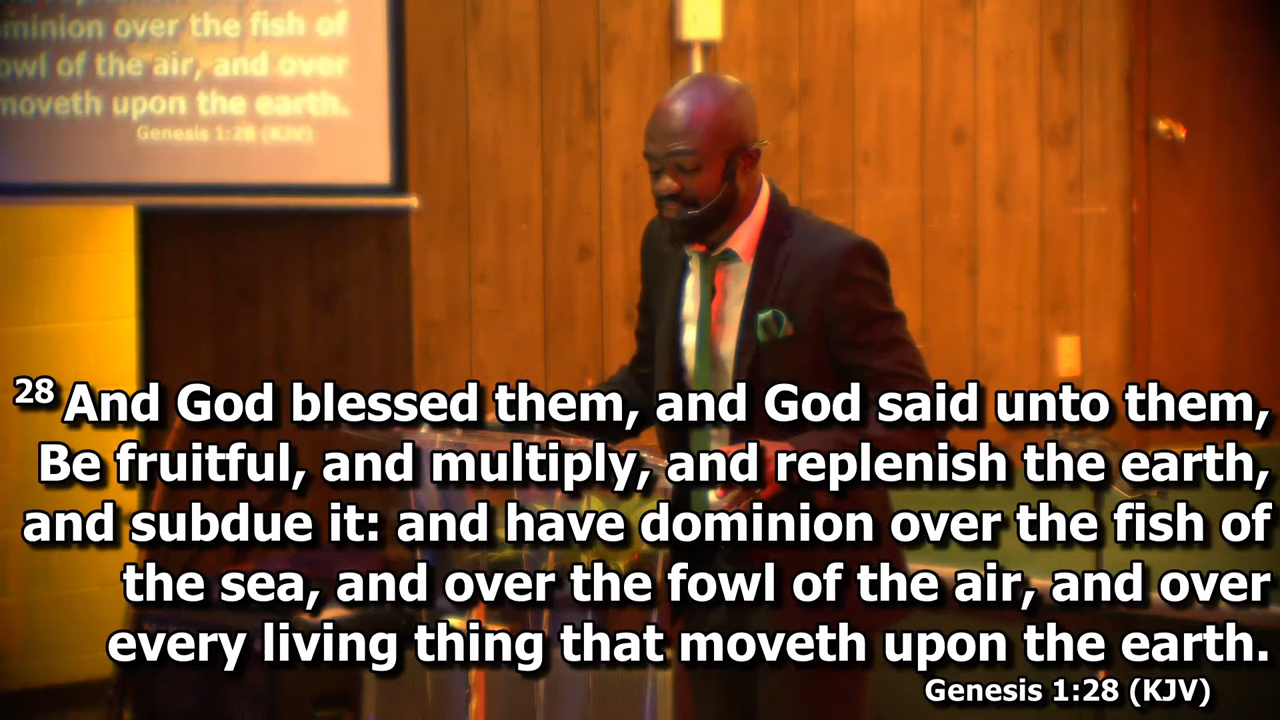 minion over the fish of
owl of the air, and over
moveth upon the earth.
Genesis 1:28 (KJV)
28 And God blessed them, and God said unto them,
Be fruitful, and multiply, and replenish the earth,
and subdue it: and have dominion over the fish of
the sea, and over the fowl of the air, and over
every living thing that moveth upon the earth.
Genesis 1:28 (KJV)